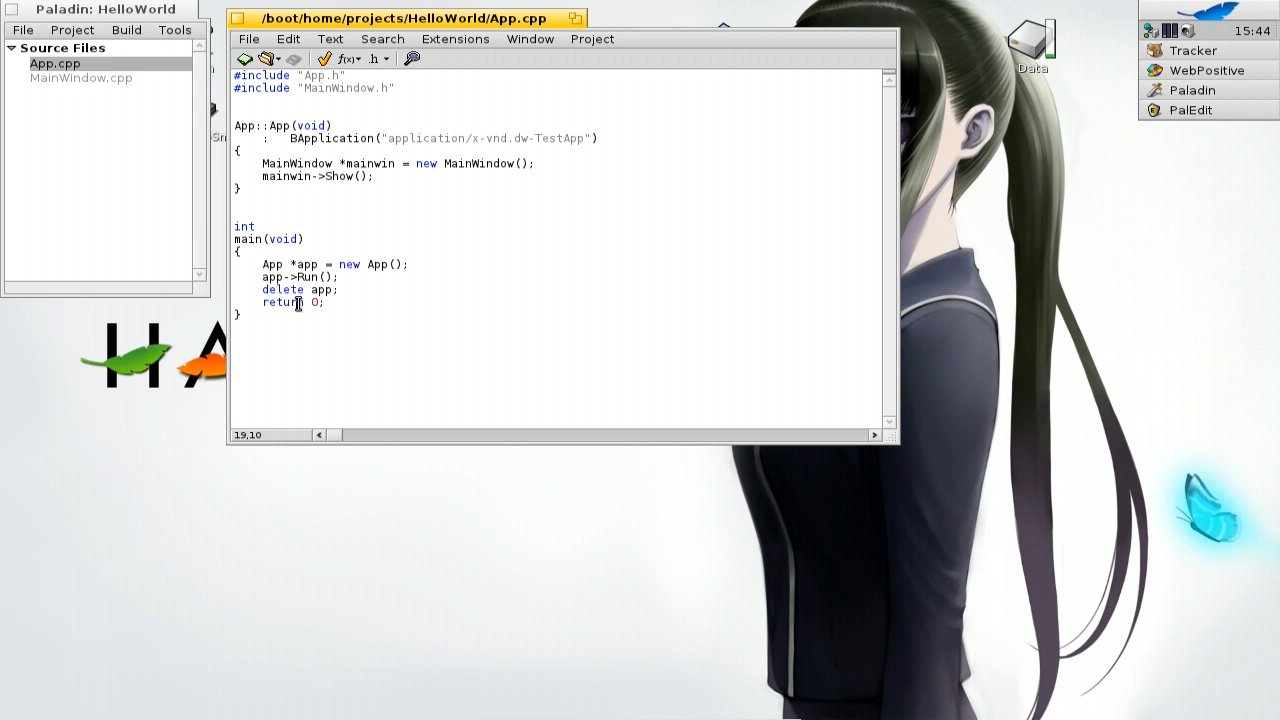 Paladin: HelloWorld
File Project Build Tools
Source Files
App.cpp
MainWindow.cpp
/boot/home/projects/HelloWorld/App.cpp
File Edit Text Search Extensions Window Project
f(x) .h
#include "App.h"
#include "MainWindow.h"
App::App(void)
: BApplication("application/x-vnd.dw-TestApp")
{
MainWindow *mainwin = new MainWindow();
mainwin->Show();
}
int
main(void)
{
App *app = new App();
app->Run();
delete app;
return 0;
}
19,10
Data
15:44
Tracker
WebPositive
Paladin
PalEdit